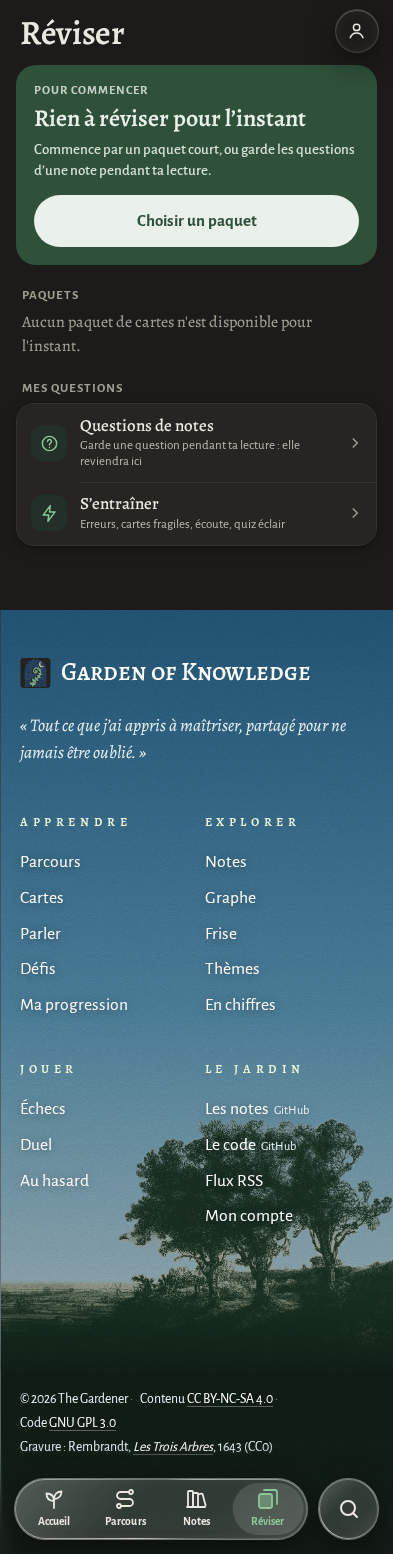 Réviser
POUR COMMENCER
Rien à réviser pour l’instant
Commence par un paquet court, ou garde les questions
d’une note pendant ta lecture.
Choisir un paquet
PAQUETS
Aucun paquet de cartes n'est disponible pour
l'instant.
MES QUESTIONS
Questions de notes
Garde une question pendant ta lecture : elle
reviendra ici
S’entraîner
Erreurs, cartes fragiles, écoute, quiz éclair
Garden of Knowledge
« Tout ce que j’ai appris à maîtriser, partagé pour ne
jamais être oublié. »
APPRENDRE
Parcours
Cartes
Parler
Défis
Ma progression
EXPLORER
Notes
Graphe
Frise
Thèmes
En chiffres
JOUER
Échecs
Duel
Au hasard
LE JARDIN
Les notes GitHub
Le code GitHub
Flux RSS
Mon compte
© 2026 The Gardener · Contenu CC BY-NC-SA 4.0 ·
Code GNU GPL 3.0
Gravure : Rembrandt, Les Trois Arbres, 1643 (CC0)
Accueil
Parcours
Notes
Réviser